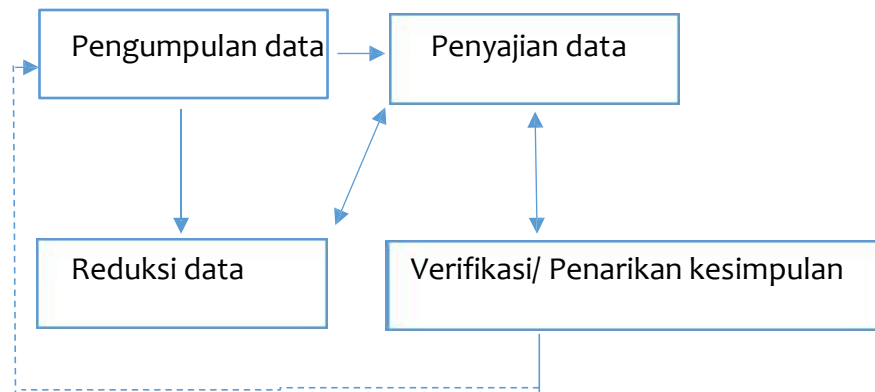 Pengumpulan data
Penyajian data
Reduksi data
Verifikasi/ Penarikan kesimpulan